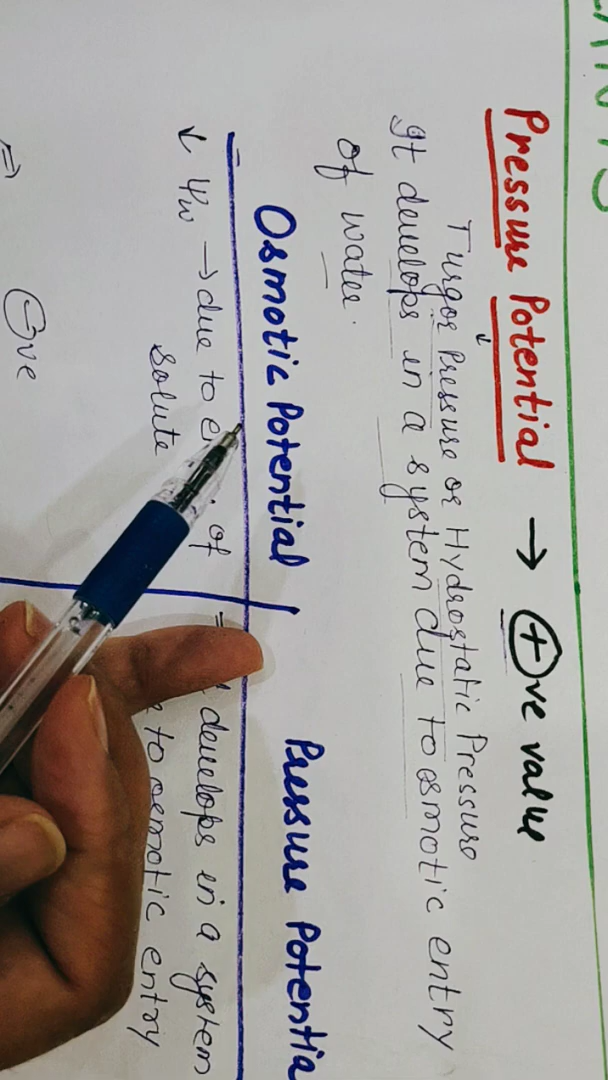 Pressure Potential → ⊕ve value
↓
Turgor Pressure or Hydrostatic Pressure
It develops in a system due to osmotic entry
of water.
Osmotic Potential
↓ Ψw → due to of
solute
⊖ve
Pressure Potentia
develops in a system
to osmotic entry
⇒